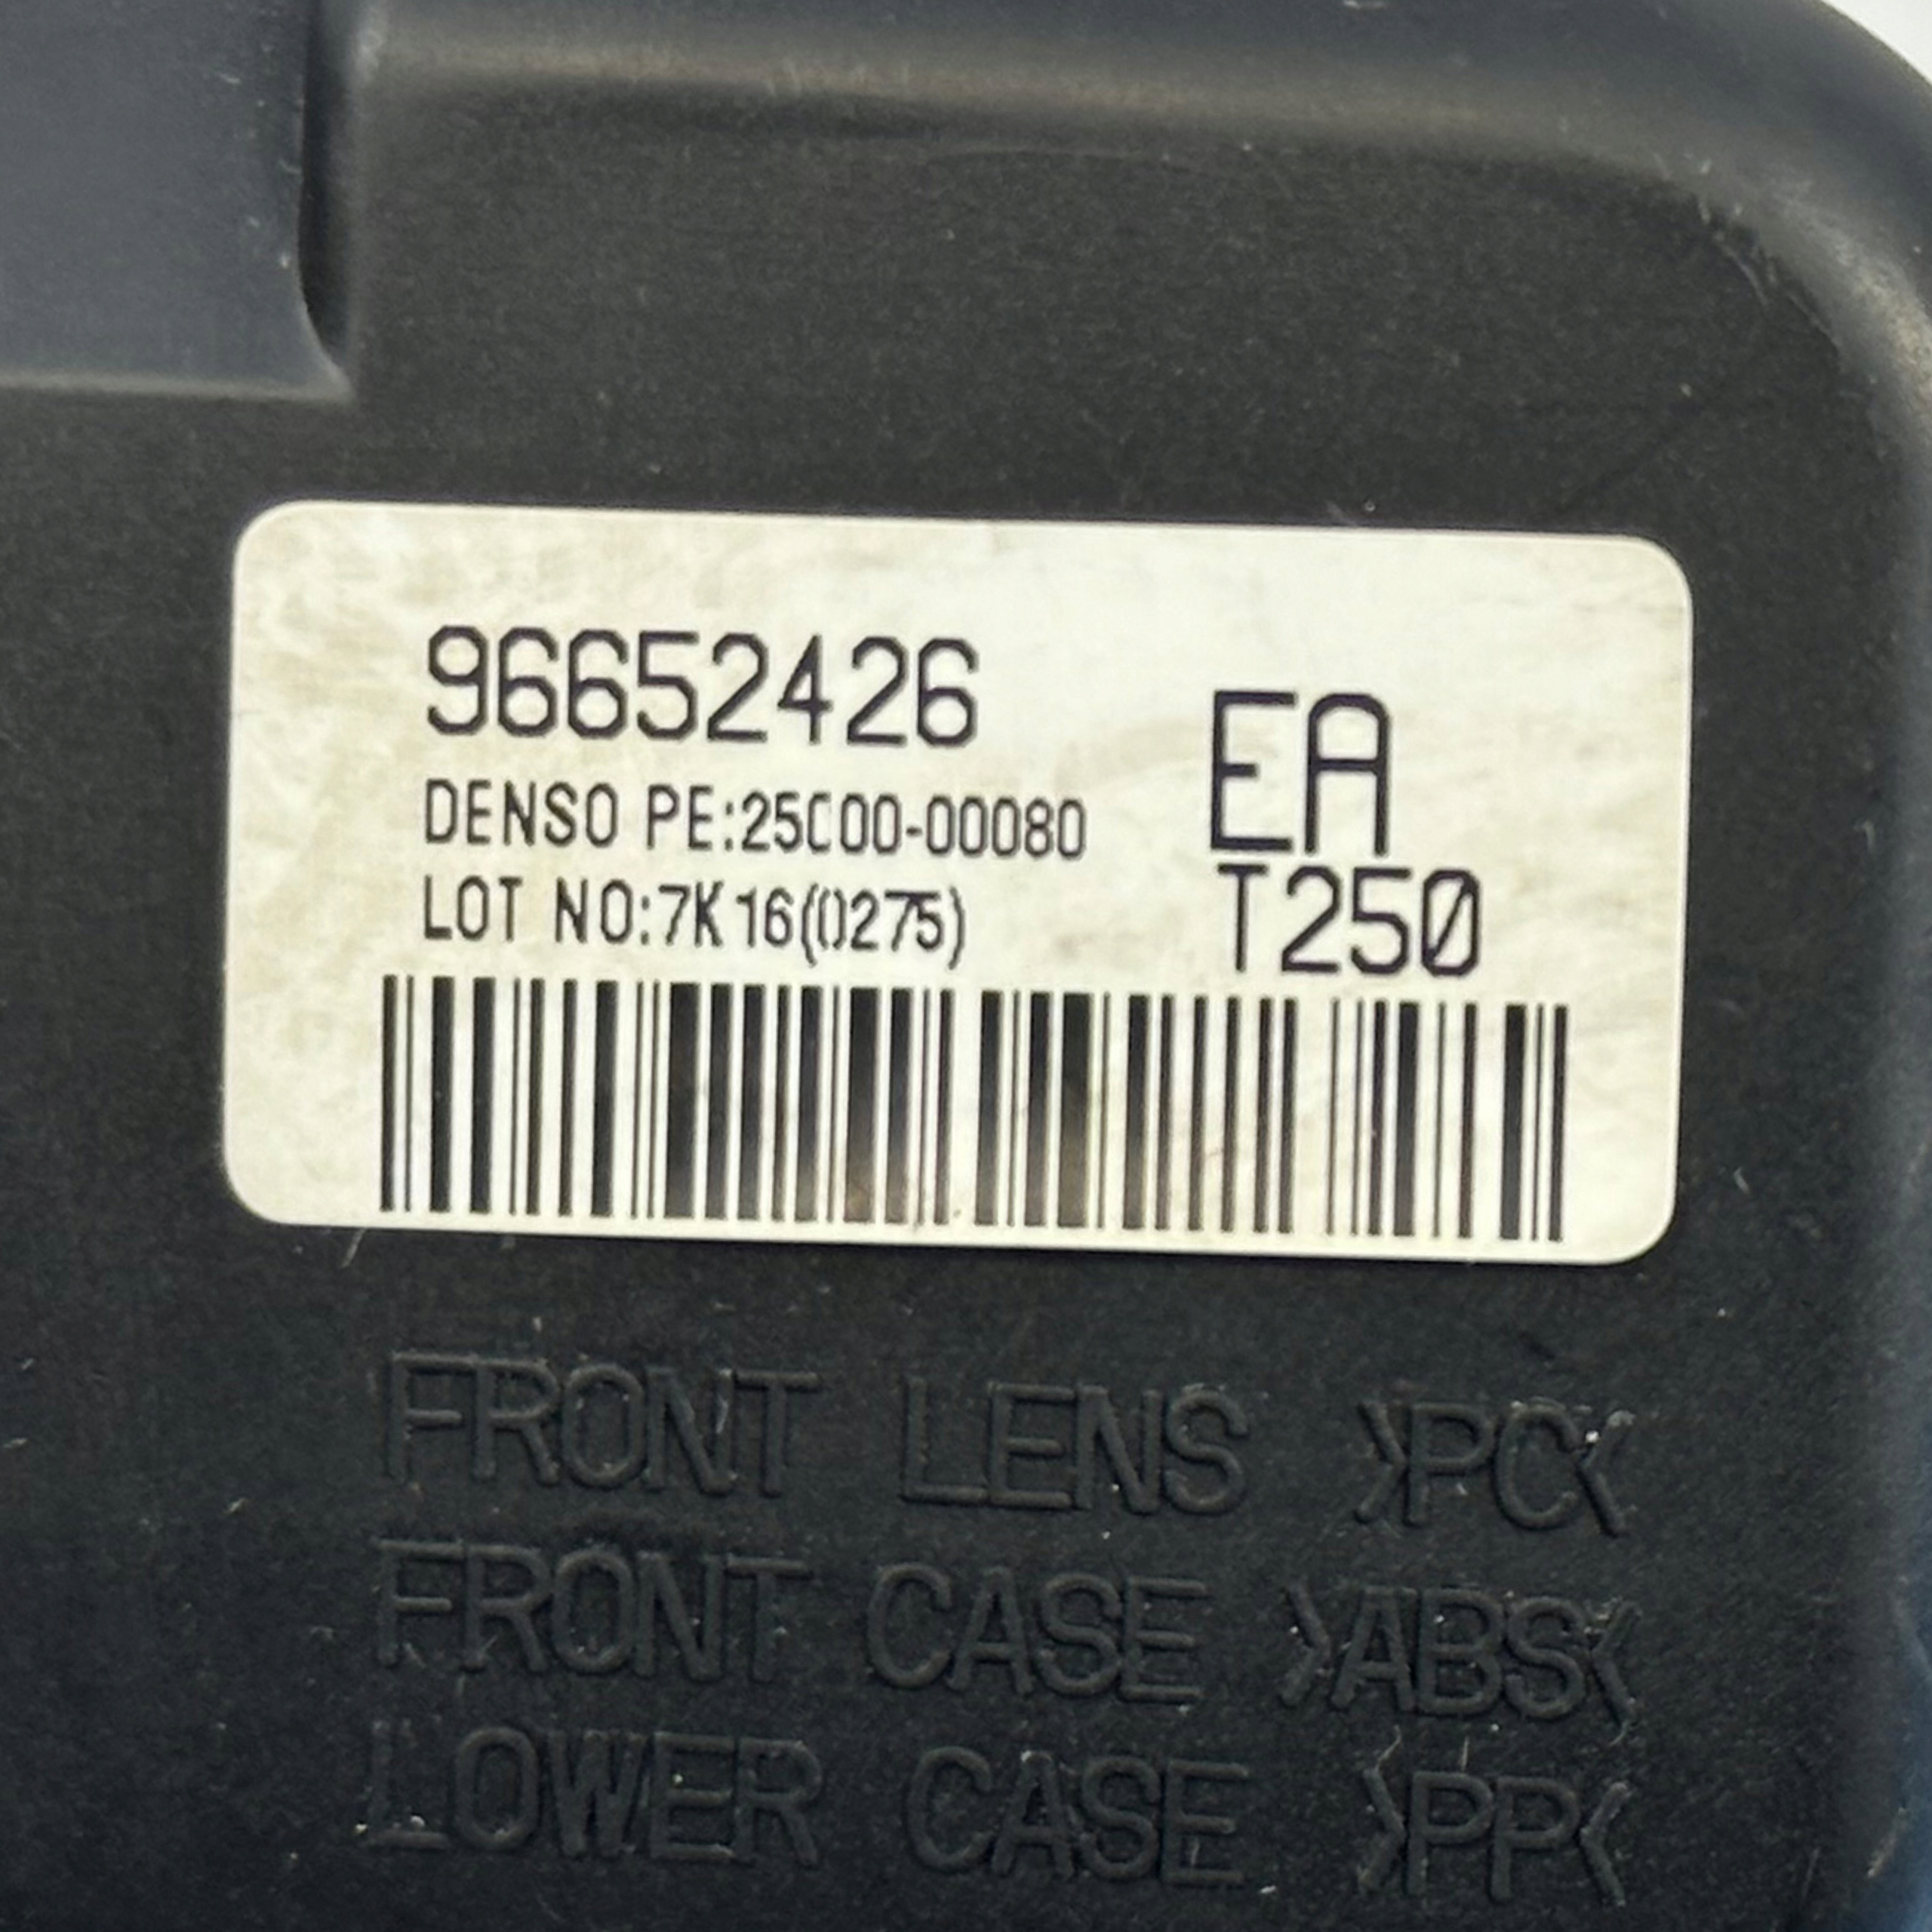 96652426
EA
DENSO PE:25000-00080
LOT NO:7K16(0275)
T250
FRONT LENS >PC<
FRONT CASE >ABS<
LOWER CASE >PP<